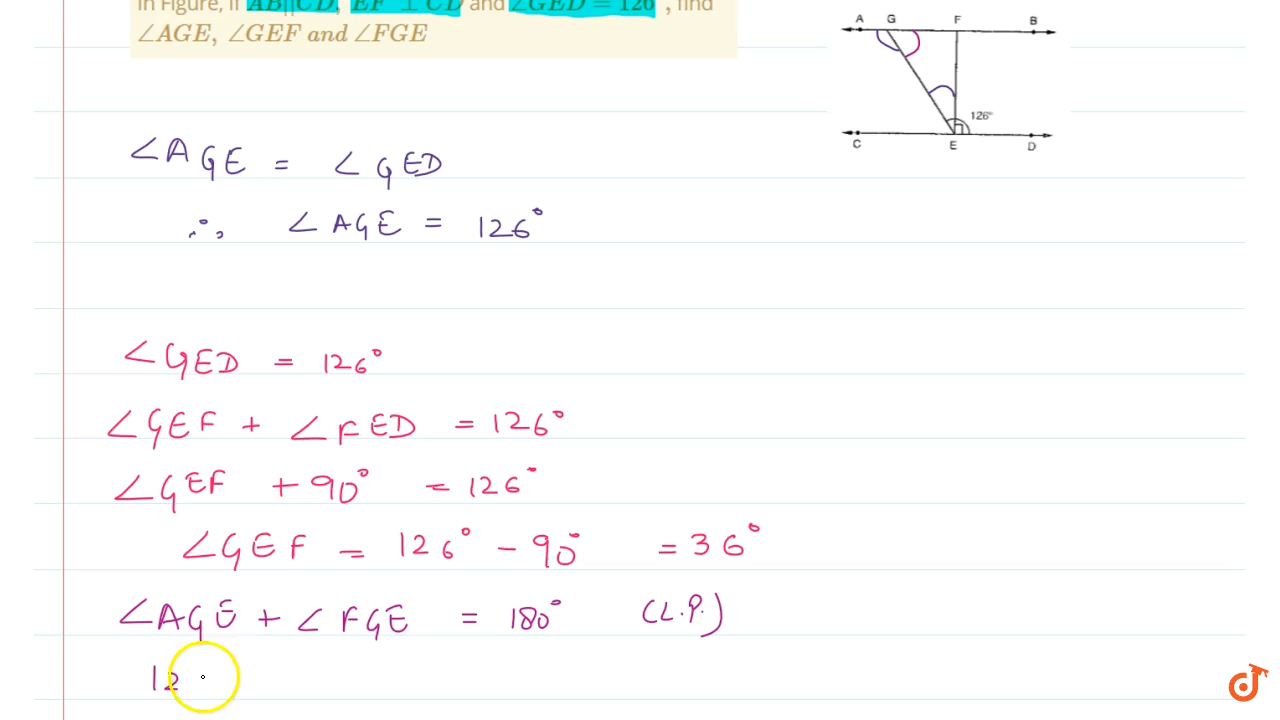 In Figure, if AB||CD, EF ⊥ CD and ∠GED = 126°, find
∠AGE, ∠GEF and ∠FGE
A G F B
126°
C E D
∠AGE = ∠GED
∴ ∠AGE = 126°
∠GED = 126°
∠GEF + ∠FED = 126°
∠GEF + 90° = 126°
∠GEF = 126° - 90° = 36°
∠AGE + ∠FGE = 180° (L.P.)
12